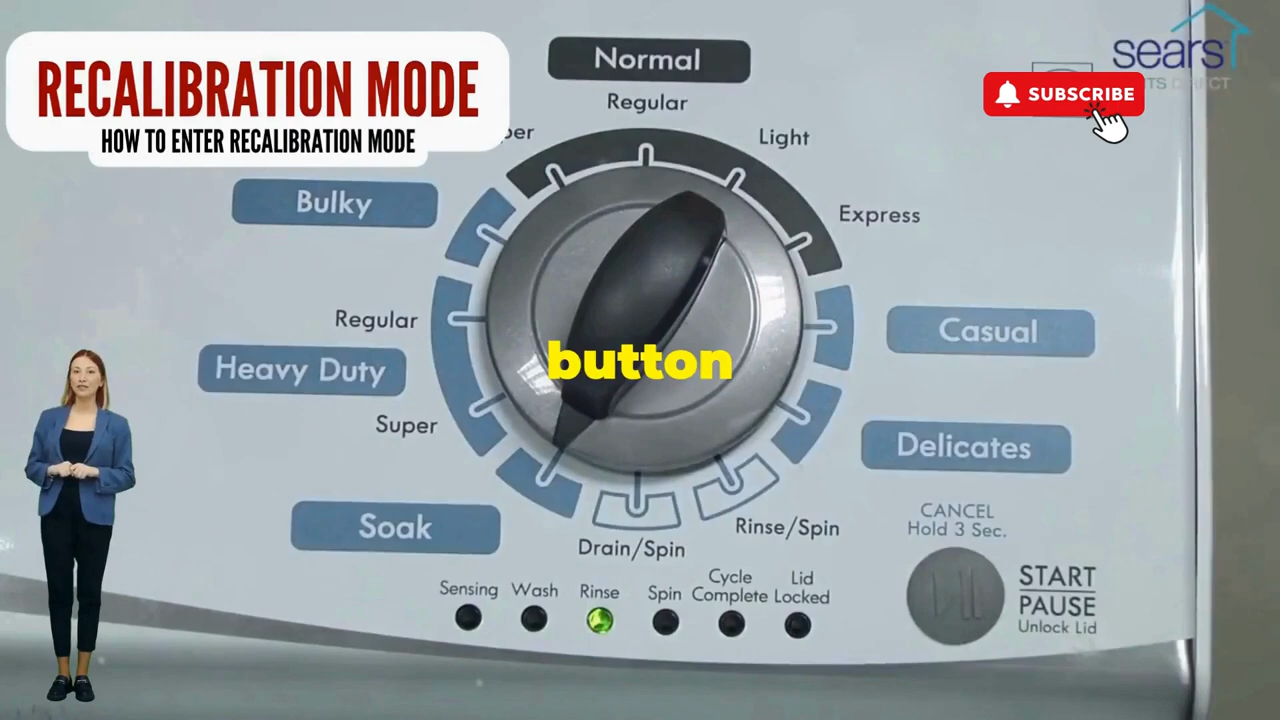 sears
RECALIBRATION MODE
HOW TO ENTER RECALIBRATION MODE
SUBSCRIBE
DIRECT
Normal
Regular
Light
Bulky
Express
Regular
Casual
Heavy Duty
button
Super
Delicates
Soak
CANCEL
Hold 3 Sec.
Rinse/Spin
Drain/Spin
Sensing
Wash
Rinse
Spin
Cycle
Complete
Lid
Locked
START
PAUSE
Unlock Lid